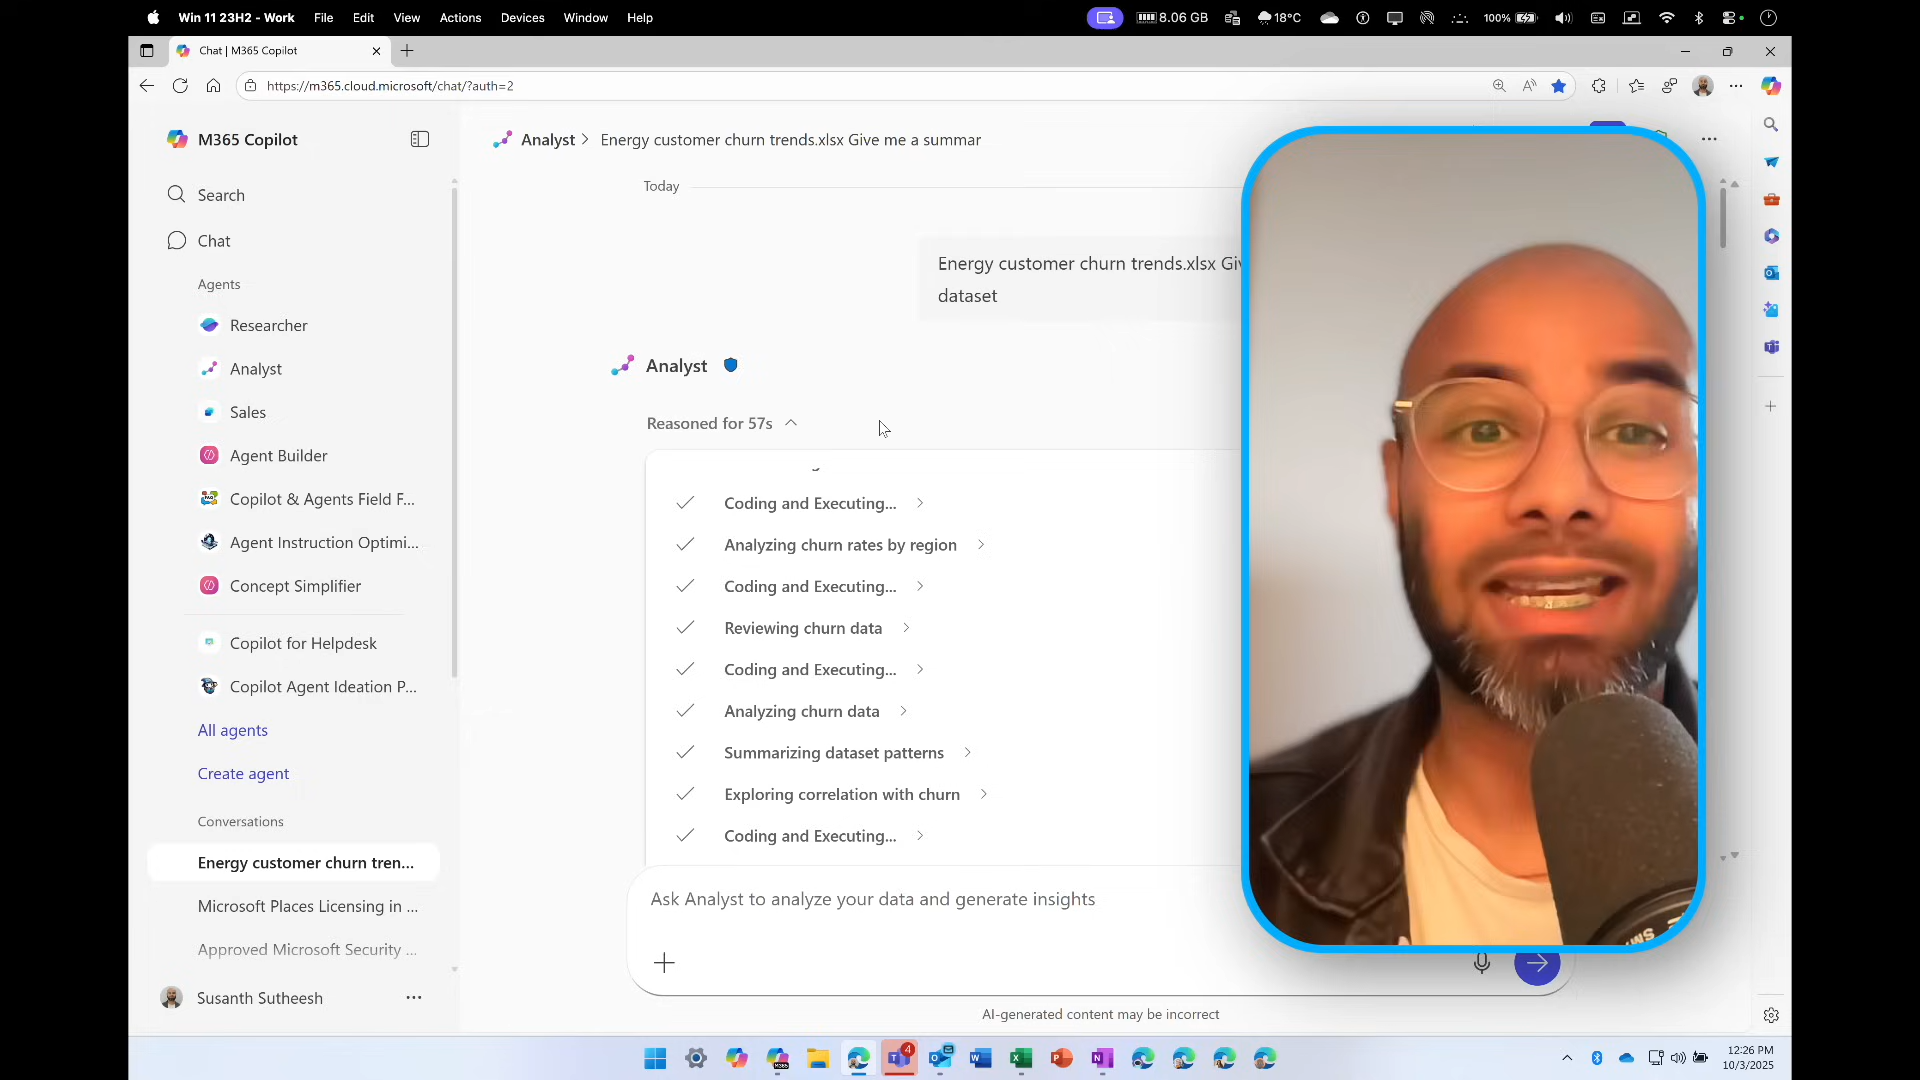 Win 11 23H2 - Work File Edit View Actions Devices Window Help 8.06 GB 18°C 100%
Chat | M365 Copilot
https://m365.cloud.microsoft/chat/?auth=2
M365 Copilot
Analyst > Energy customer churn trends.xlsx Give me a summar
Today
Search
Chat
Energy customer churn trends.xlsx
dataset
Agents
Researcher
Analyst
Sales
Agent Builder
Copilot & Agents Field F...
Agent Instruction Optimi...
Concept Simplifier
Copilot for Helpdesk
Copilot Agent Ideation P...
All agents
Create agent
Conversations
Energy customer churn tren...
Microsoft Places Licensing in ...
Approved Microsoft Security ...
Susanth Sutheesh
Analyst
Reasoned for 57s
Coding and Executing...
Analyzing churn rates by region
Coding and Executing...
Reviewing churn data
Coding and Executing...
Analyzing churn data
Summarizing dataset patterns
Exploring correlation with churn
Coding and Executing...
Ask Analyst to analyze your data and generate insights
AI-generated content may be incorrect
4
12:26 PM
10/3/2025